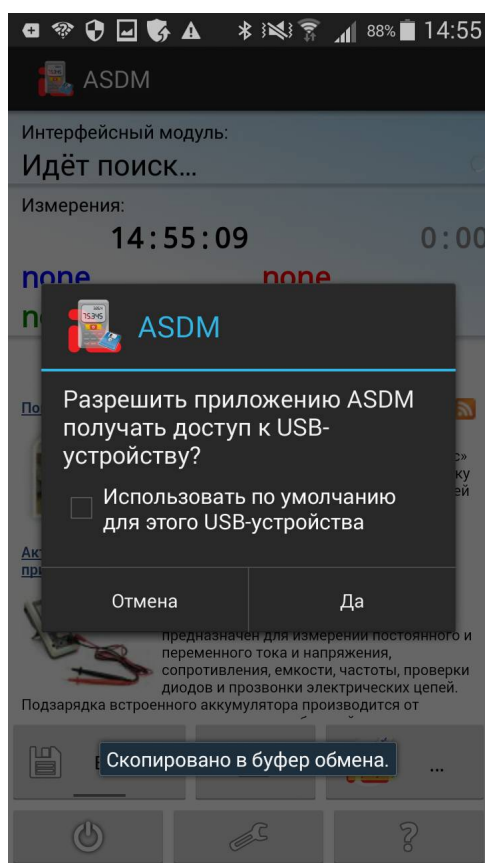 88% 14:55
ASDM
Интерфейсный модуль:
Идёт поиск...
Измерения:
14:55:09 0:00
none none
ASDM
Разрешить приложению ASDM
получать доступ к USB-
устройству?
Использовать по умолчанию
для этого USB-устройства
Отмена Да
предназначен для измерений постоянного и
переменного тока и напряжения,
сопротивления, емкости, частоты, проверки
диодов и прозвонки электрических цепей.
Подзарядка встроенного аккумулятора производится от
Скопировано в буфер обмена.
...